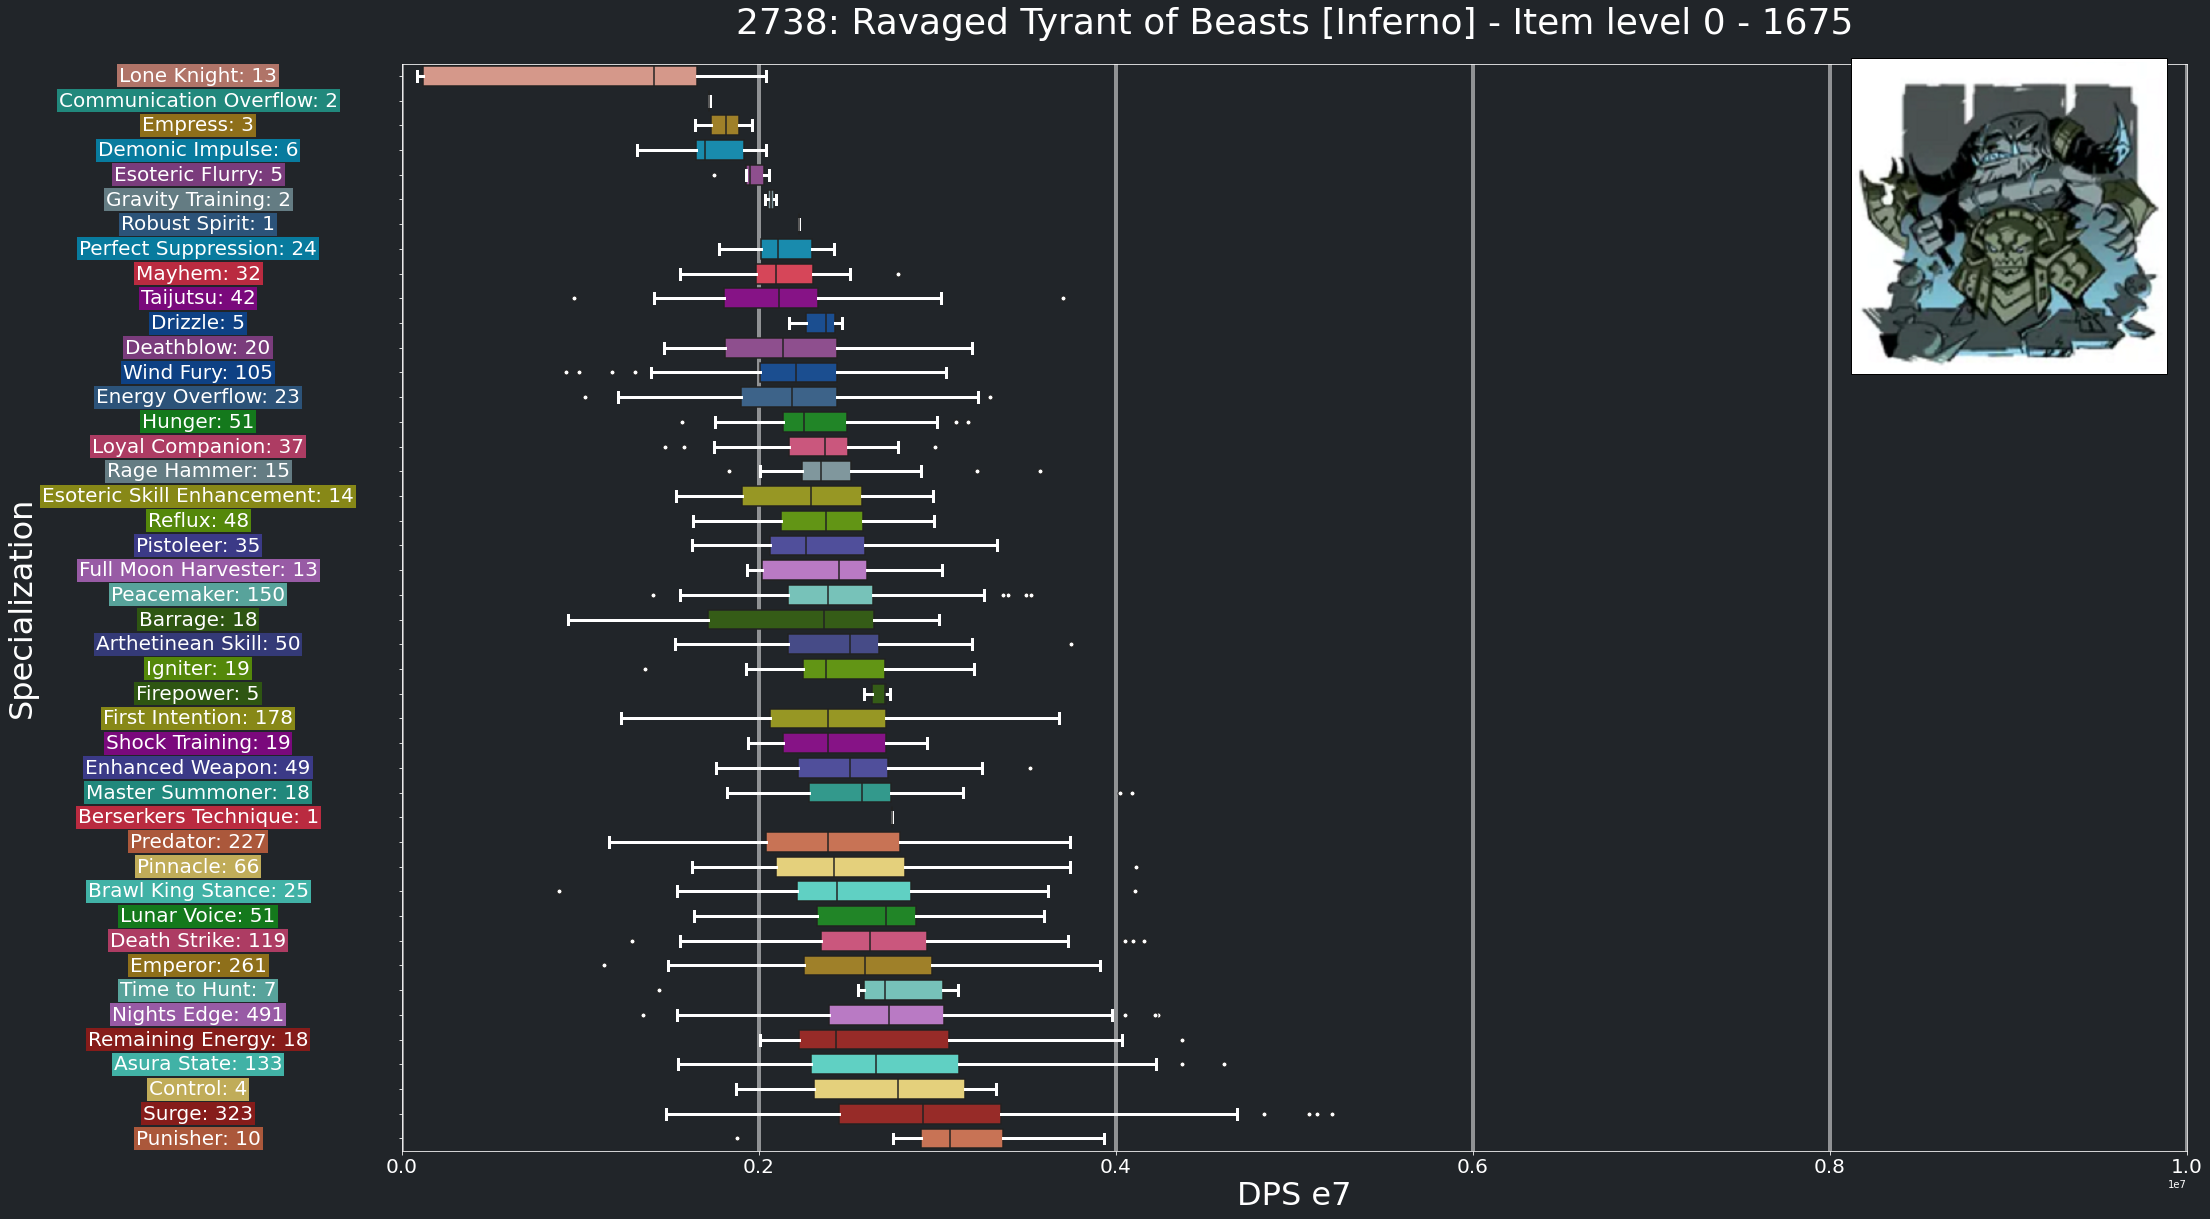 2738: Ravaged Tyrant of Beasts [Inferno] - Item level 0 - 1675
Specialization
Lone Knight: 13
Communication Overflow: 2
Empress: 3
Demonic Impulse: 6
Esoteric Flurry: 5
Gravity Training: 2
Robust Spirit: 1
Perfect Suppression: 24
Mayhem: 32
Taijutsu: 42
Drizzle: 5
Deathblow: 20
Wind Fury: 105
Energy Overflow: 23
Hunger: 51
Loyal Companion: 37
Rage Hammer: 15
Esoteric Skill Enhancement: 14
Reflux: 48
Pistoleer: 35
Full Moon Harvester: 13
Peacemaker: 150
Barrage: 18
Arthetinean Skill: 50
Igniter: 19
Firepower: 5
First Intention: 178
Shock Training: 19
Enhanced Weapon: 49
Master Summoner: 18
Berserkers Technique: 1
Predator: 227
Pinnacle: 66
Brawl King Stance: 25
Lunar Voice: 51
Death Strike: 119
Emperor: 261
Time to Hunt: 7
Nights Edge: 491
Remaining Energy: 18
Asura State: 133
Control: 4
Surge: 323
Punisher: 10
0.0 0.2 0.4 0.6 0.8 1.0
1e7
DPS e7